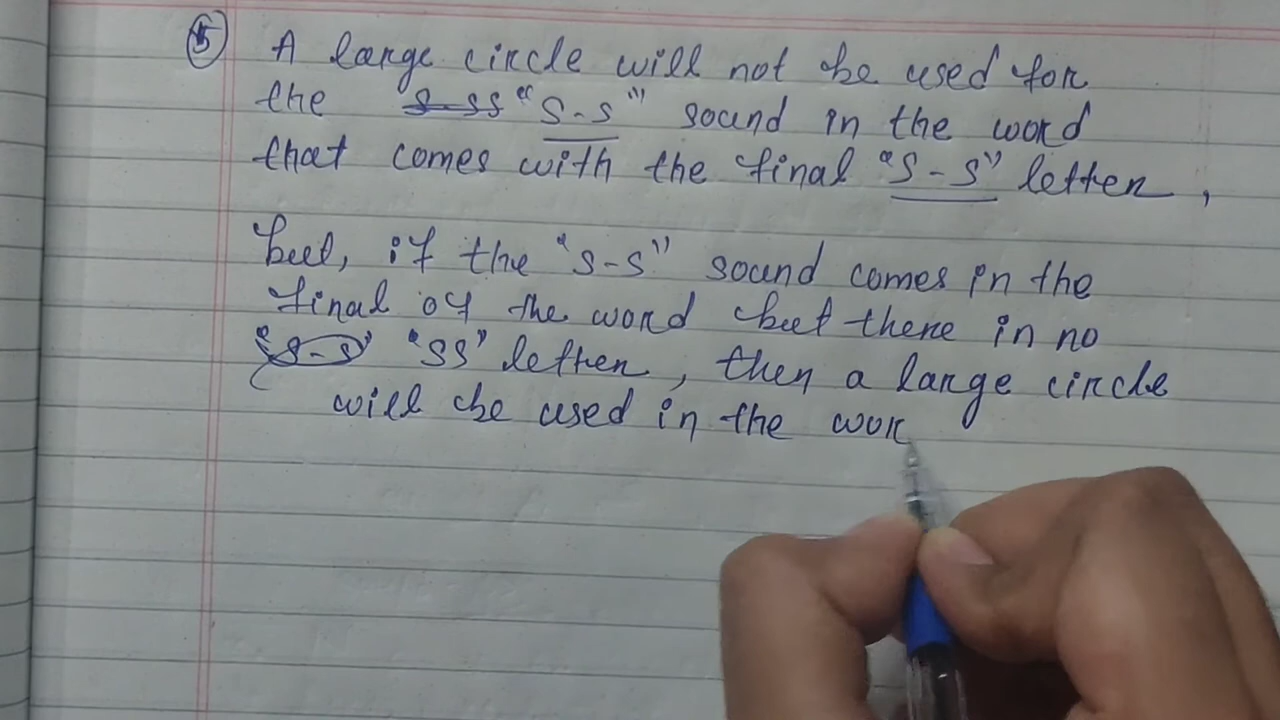 5 A large circle will not be used for
the s-ss "S-S" sound in the word
that comes with the final "S-S" letter,
but, if the "S-S" sound comes in the
final of the word but there in no
"S-S" "SS" letter, then a large circle
will be used in the wor